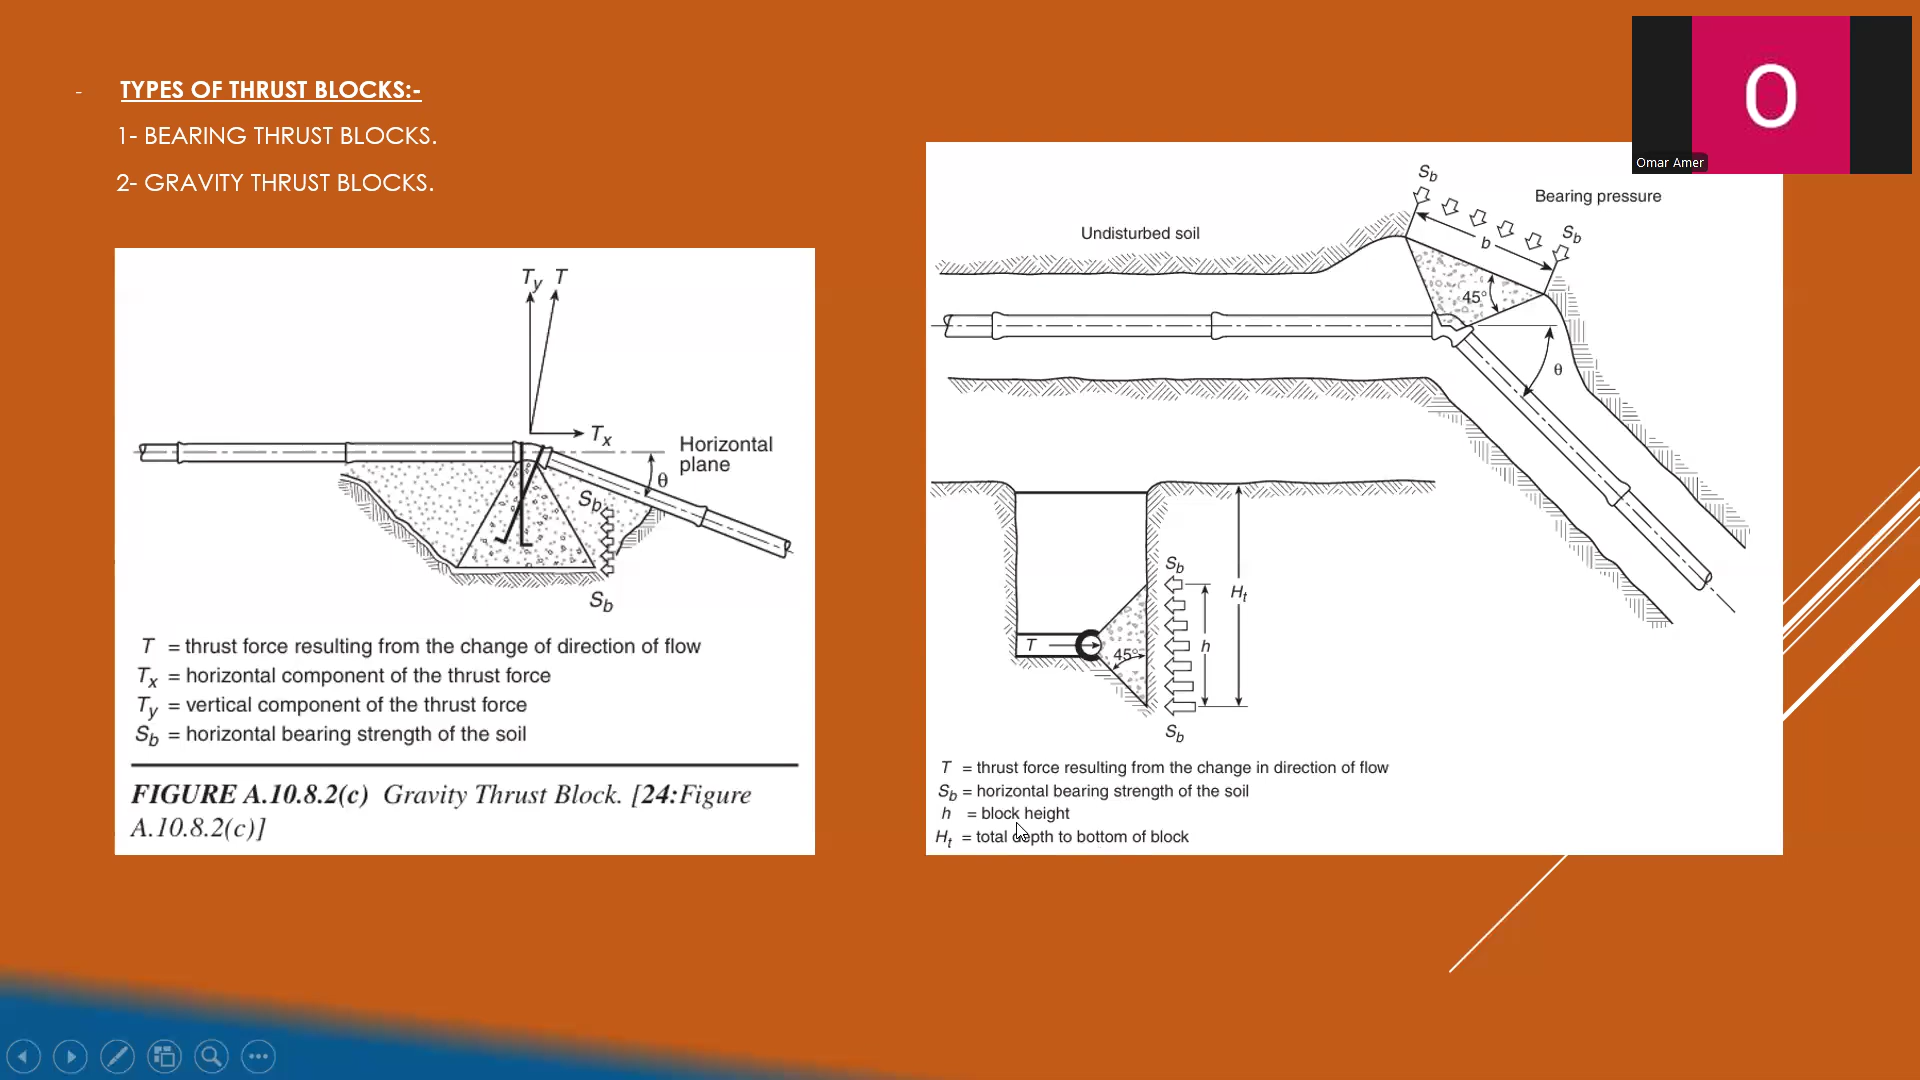 - TYPES OF THRUST BLOCKS:-
1- BEARING THRUST BLOCKS.
2- GRAVITY THRUST BLOCKS.
Ty T
Tx
Horizontal
plane
θ
Sb
Sb
T = thrust force resulting from the change of direction of flow
Tx = horizontal component of the thrust force
Ty = vertical component of the thrust force
Sb = horizontal bearing strength of the soil
FIGURE A.10.8.2(c) Gravity Thrust Block. [24:Figure
A.10.8.2(c)]
O
Omar Amer
Sb
Bearing pressure
Undisturbed soil
b
Sb
45°
θ
Sb
Ht
T
45°
h
Sb
T = thrust force resulting from the change in direction of flow
Sb = horizontal bearing strength of the soil
h = block height
Ht = total depth to bottom of block